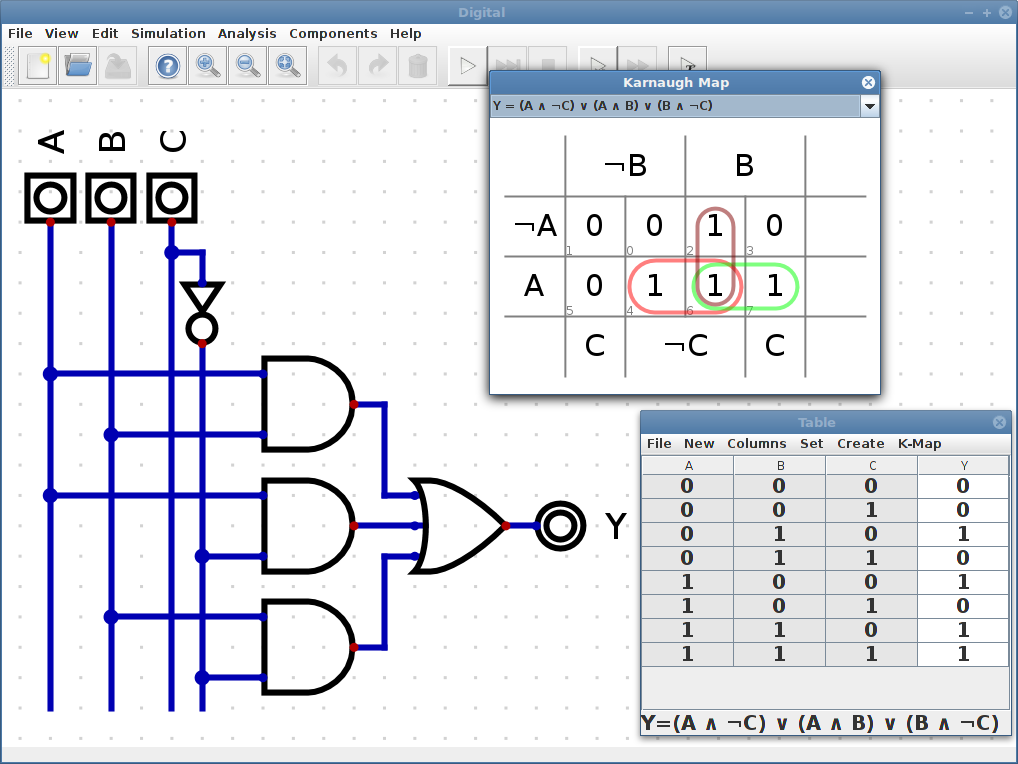 Digital
File View Edit Simulation Analysis Components Help
A B C
Y
Karnaugh Map
Y = (A ∧ ¬C) ∨ (A ∧ B) ∨ (B ∧ ¬C)
¬B B
¬A 0 0 1 0
1 0 2 3
A 0 1 1 1
5 4 6 7
C ¬C C
Table
File New Columns Set Create K-Map
A B C Y
0 0 0 0
0 0 1 0
0 1 0 1
0 1 1 0
1 0 0 1
1 0 1 0
1 1 0 1
1 1 1 1
Y=(A ∧ ¬C) ∨ (A ∧ B) ∨ (B ∧ ¬C)